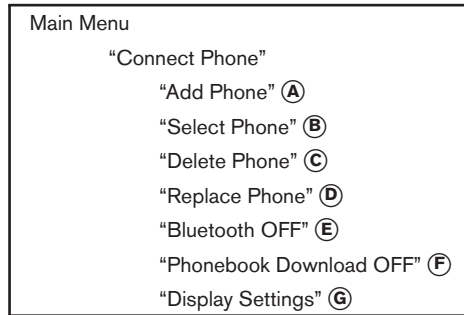 Main Menu
“Connect Phone”
“Add Phone” Ⓐ
“Select Phone” Ⓑ
“Delete Phone” Ⓒ
“Replace Phone” Ⓓ
“Bluetooth OFF” Ⓔ
“Phonebook Download OFF” Ⓕ
“Display Settings” Ⓖ